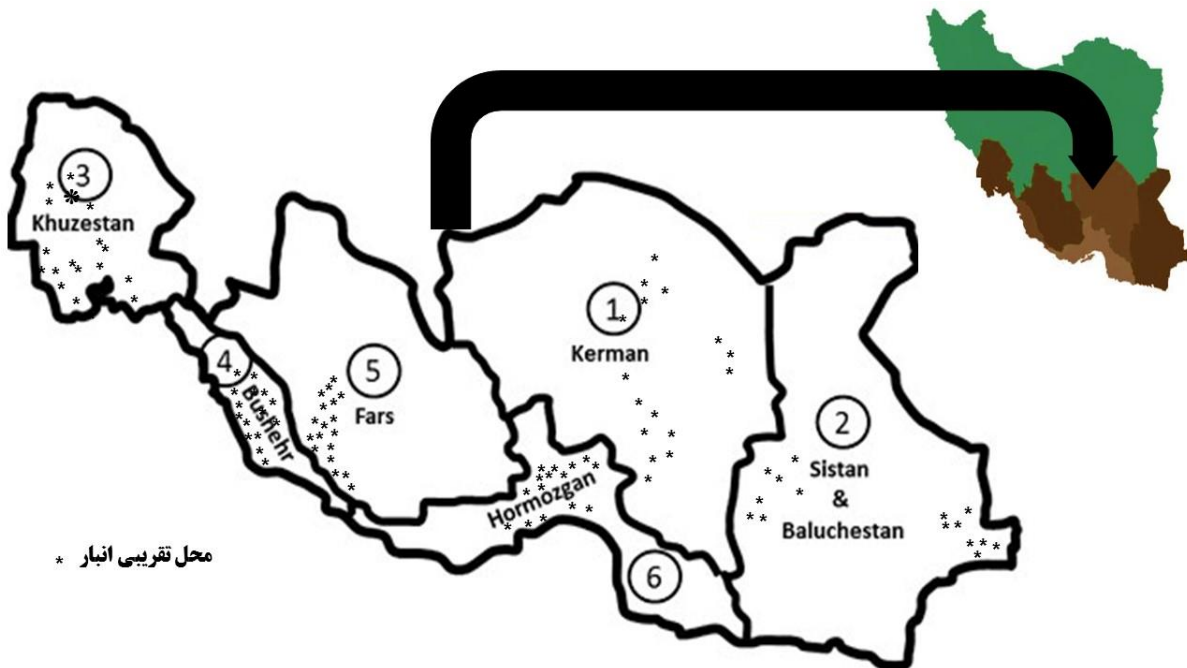 3
Khuzestan
1
Kerman
4
Bushehr
5
Fars
2
Sistan
&
Baluchestan
Hormozgan
6
* محل تقریبی انبار